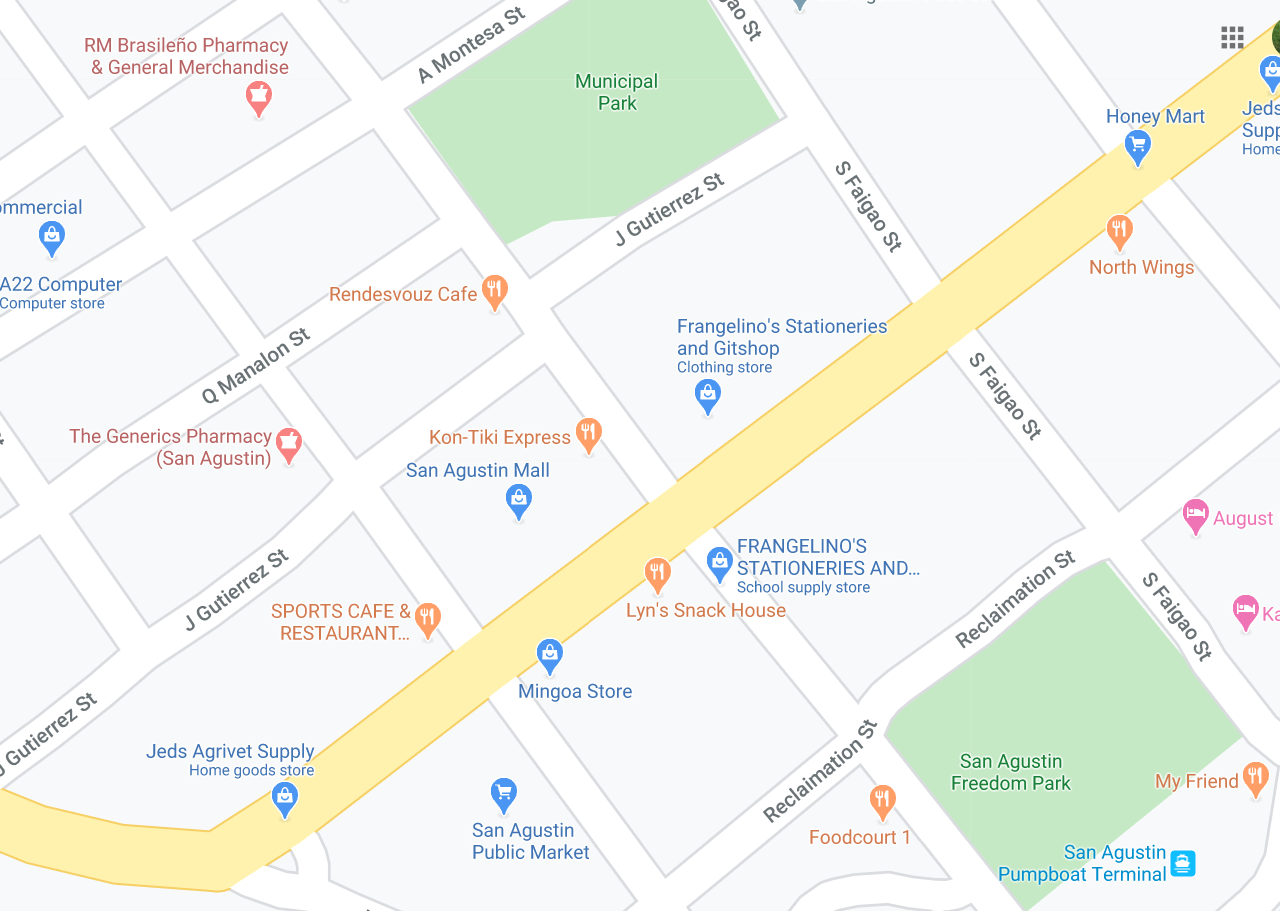 A Montesa St
RM Brasileño Pharmacy
& General Merchandise
Municipal
Park
Honey Mart
Jeds
Supp
Home
S Faigao St
J Gutierrez St
North Wings
ommercial
A22 Computer
Computer store
Rendesvouz Cafe
Frangelino's Stationeries
and Gitshop
Clothing store
Q Manalon St
S Faigao St
The Generics Pharmacy
(San Agustin)
Kon-Tiki Express
San Agustin Mall
August
FRANGELINO'S
STATIONERIES AND...
School supply store
J Gutierrez St
SPORTS CAFE &
RESTAURANT...
Lyn's Snack House
Reclaimation St
S Faigao St
Ka
Mingoa Store
J Gutierrez St
Jeds Agrivet Supply
Home goods store
Reclaimation St
San Agustin
Freedom Park
My Friend
San Agustin
Public Market
Foodcourt 1
San Agustin
Pumpboat Terminal